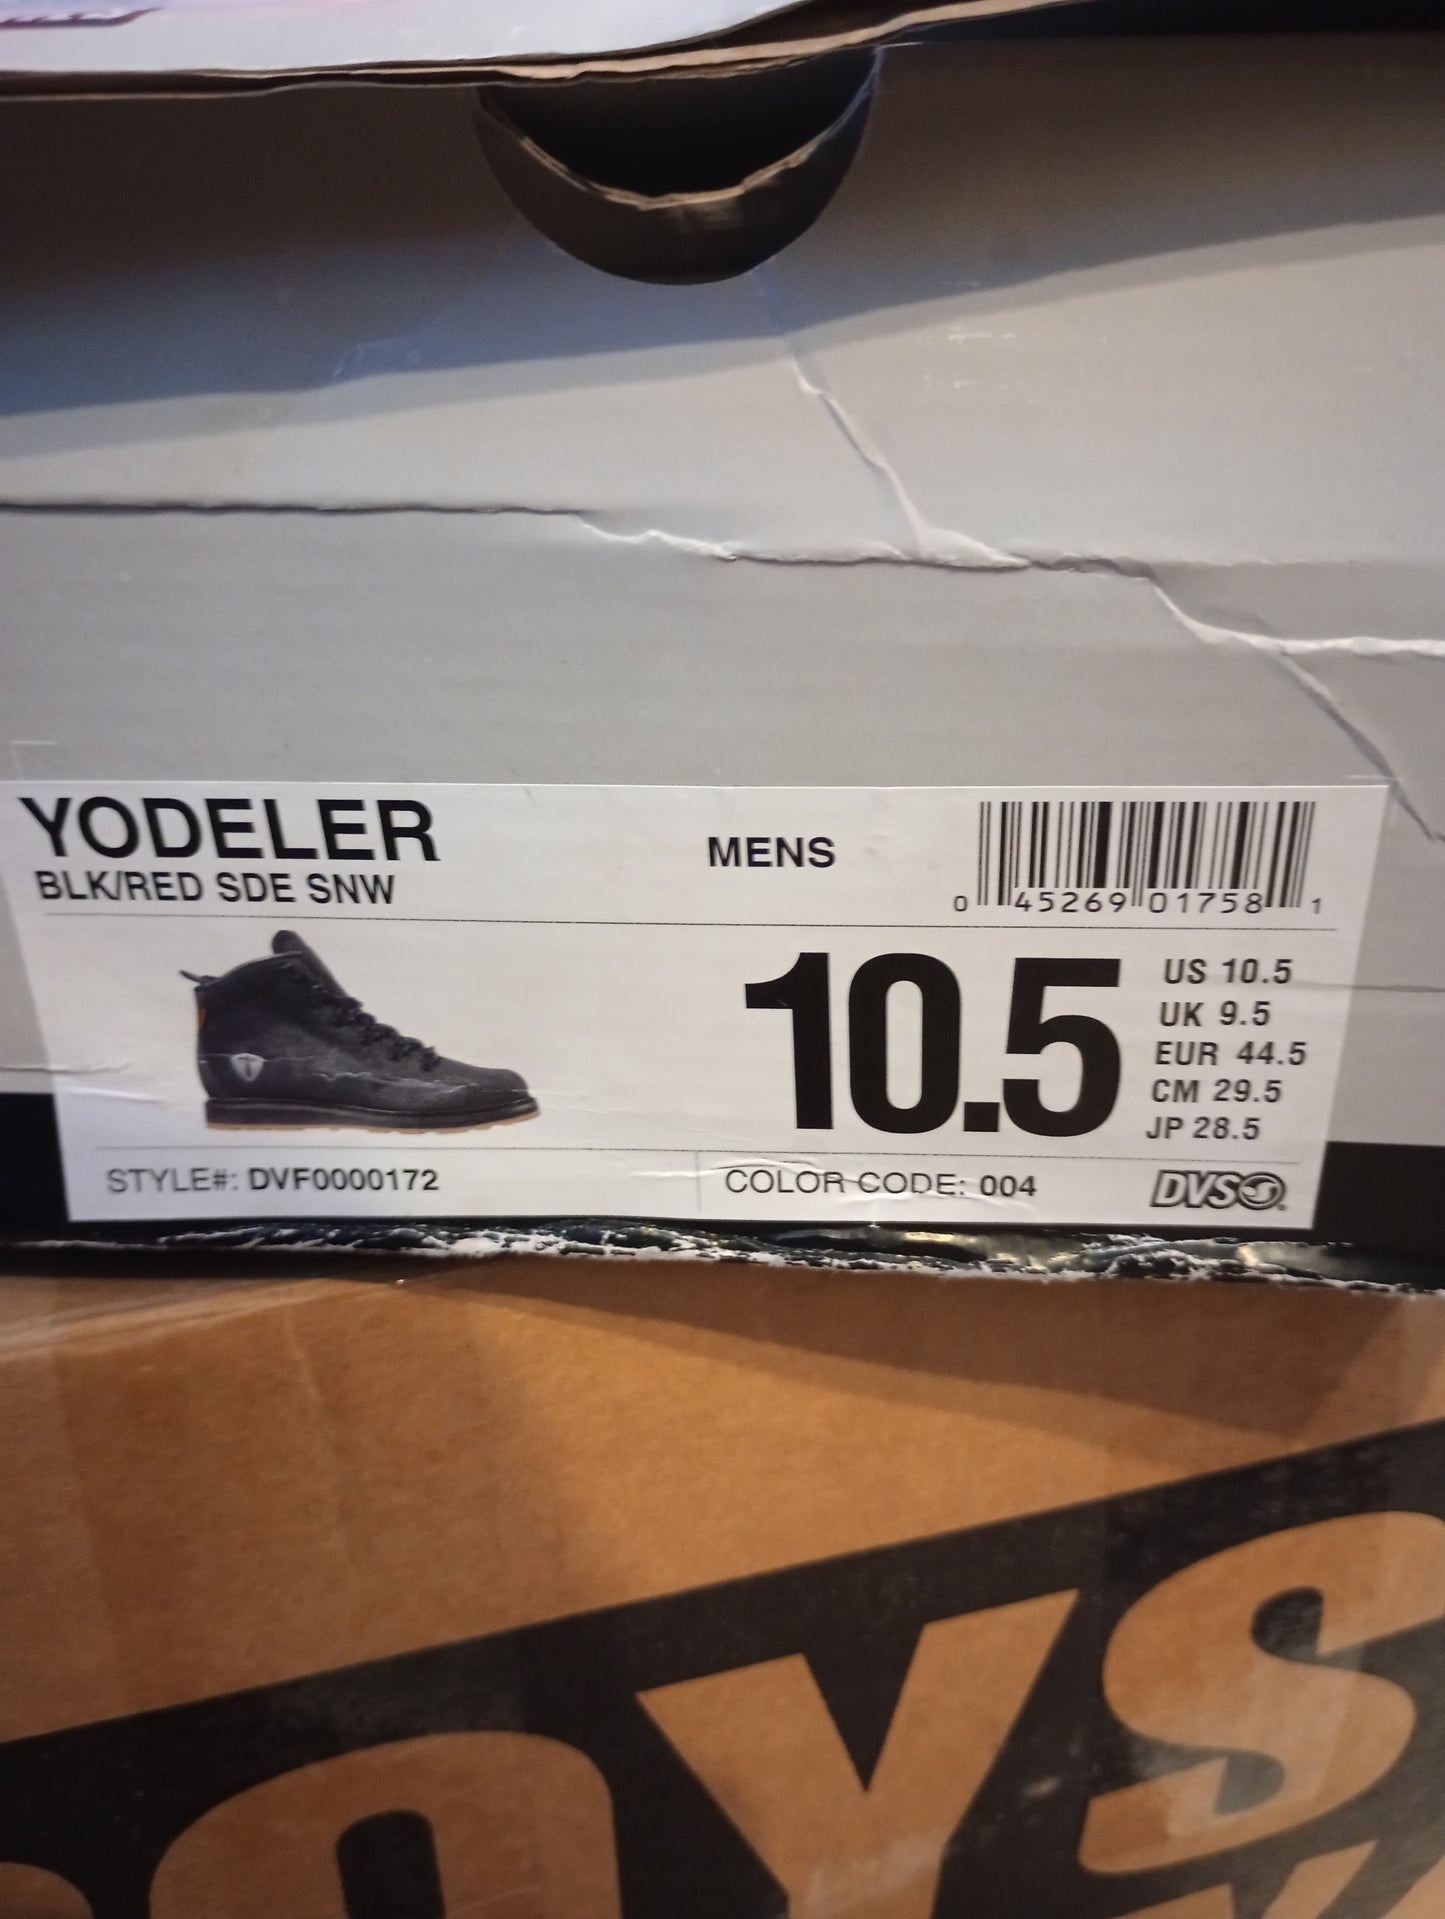 YODELER
BLK/RED SDE SNW
MENS
0 45269 01758 1
10.5
US 10.5
UK 9.5
EUR 44.5
CM 29.5
JP 28.5
STYLE#: DVF0000172
COLOR CODE: 004
DVS
OYS